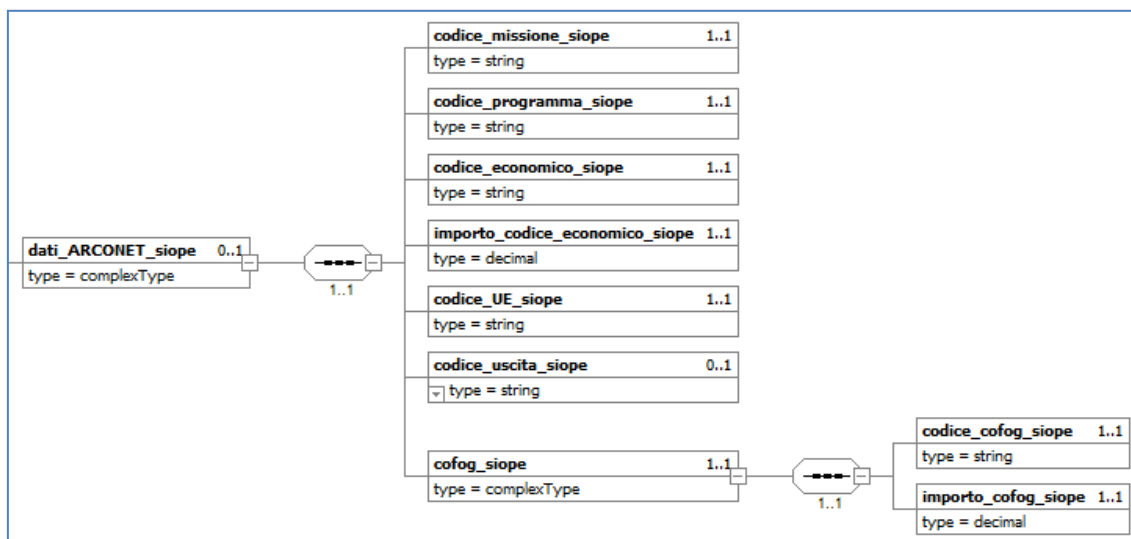 codice_missione_siope 1..1
type = string
codice_programma_siope 1..1
type = string
codice_economico_siope 1..1
type = string
importo_codice_economico_siope 1..1
type = decimal
dati_ARCONET_siope 0..1
type = complexType
1..1
codice_UE_siope 1..1
type = string
codice_uscita_siope 0..1
type = string
cofog_siope 1..1
type = complexType
1..1
codice_cofog_siope 1..1
type = string
importo_cofog_siope 1..1
type = decimal